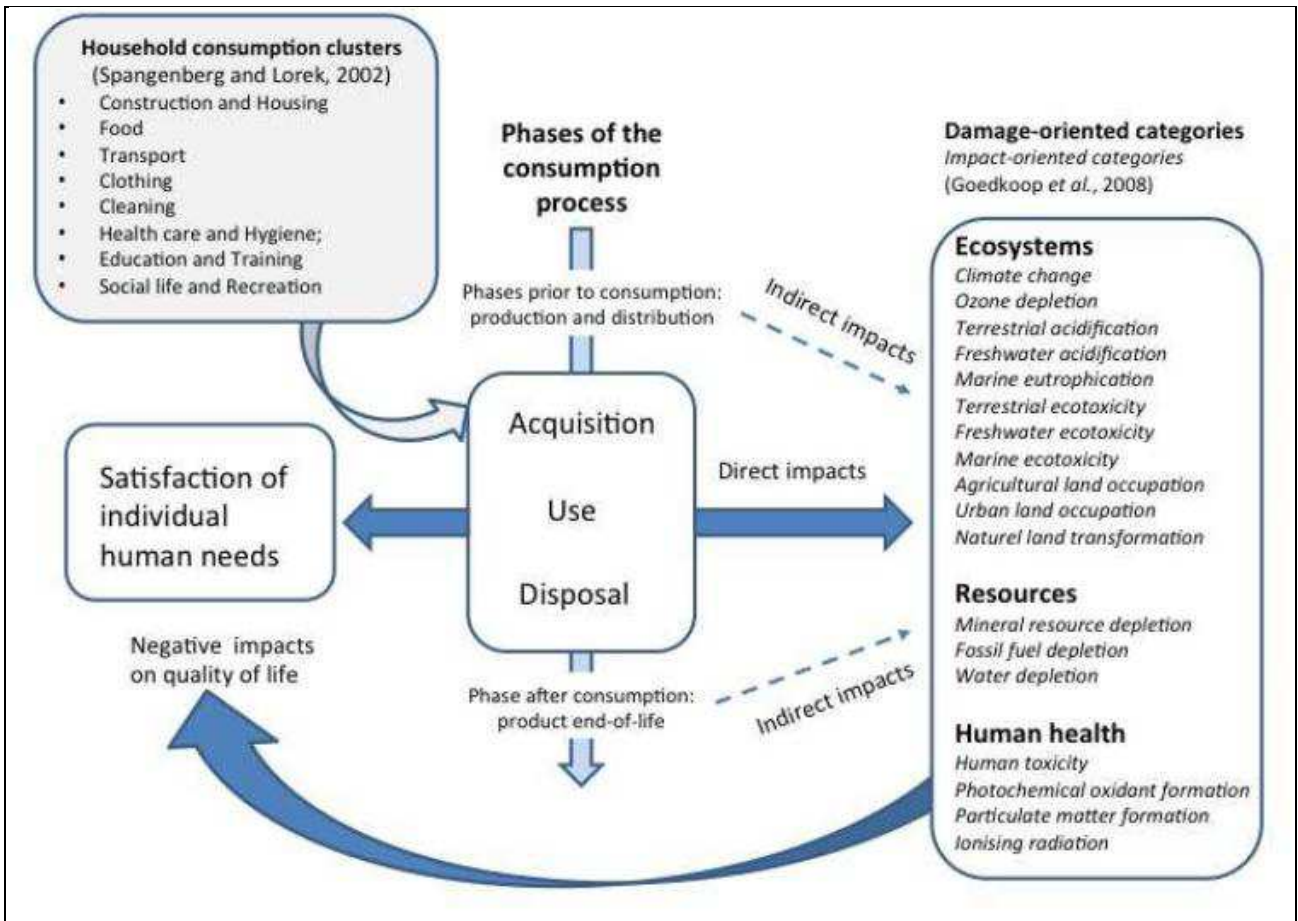 Household consumption clusters
(Spangenberg and Lorek, 2002)
• Construction and Housing
• Food
• Transport
• Clothing
• Cleaning
• Health care and Hygiene;
• Education and Training
• Social life and Recreation
Phases of the
consumption
process
Phases prior to consumption:
production and distribution
Indirect impacts
Acquisition
Use
Disposal
Direct impacts
Satisfaction of
individual
human needs
Negative impacts
on quality of life
Phase after consumption:
product end-of-life
Indirect impacts
Damage-oriented categories
Impact-oriented categories
(Goedkoop et al., 2008)
Ecosystems
Climate change
Ozone depletion
Terrestrial acidification
Freshwater acidification
Marine eutrophication
Terrestrial ecotoxicity
Freshwater ecotoxicity
Marine ecotoxicity
Agricultural land occupation
Urban land occupation
Naturel land transformation
Resources
Mineral resource depletion
Fossil fuel depletion
Water depletion
Human health
Human toxicity
Photochemical oxidant formation
Particulate matter formation
Ionising radiation